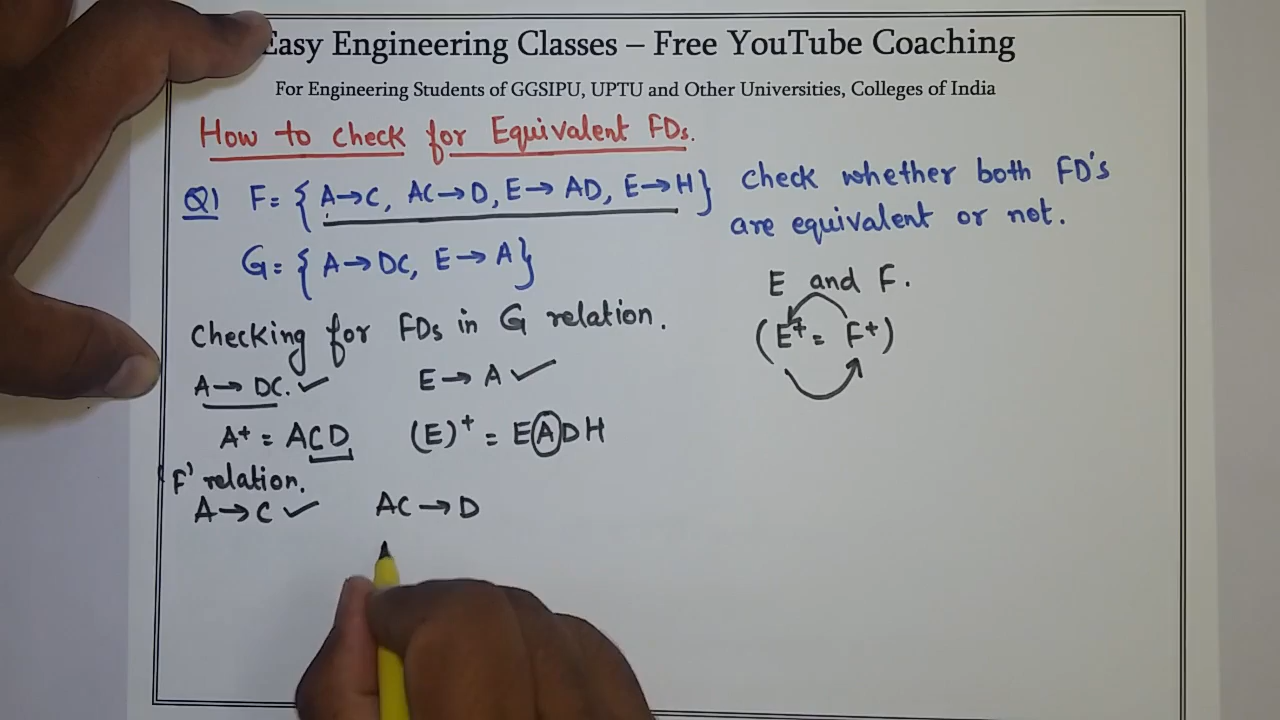 Easy Engineering Classes – Free YouTube Coaching
For Engineering Students of GGSIPU, UPTU and Other Universities, Colleges of India
How to check for Equivalent FDs.
Q1 F = { A→C, AC→D, E→AD, E→H} check whether both FD's
are equivalent or not.
G = { A→DC, E→A}
E and F.
(E+ = F+)
Checking for FDs in G relation.
A→DC. ✓ E→A ✓
A+ = ACD (E)+ = EADH
'F' relation.
A→C ✓ AC→D